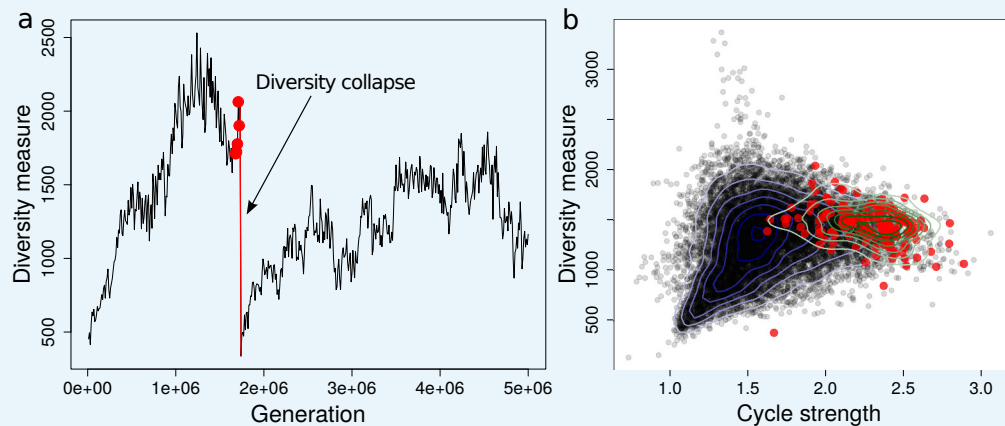 a
Diversity measure
2500
2000
1500
1000
500
Diversity collapse
0e+00 1e+06 2e+06 3e+06 4e+06 5e+06
Generation
b
Diversity measure
3000
2000
1000
500
1.0 1.5 2.0 2.5 3.0
Cycle strength